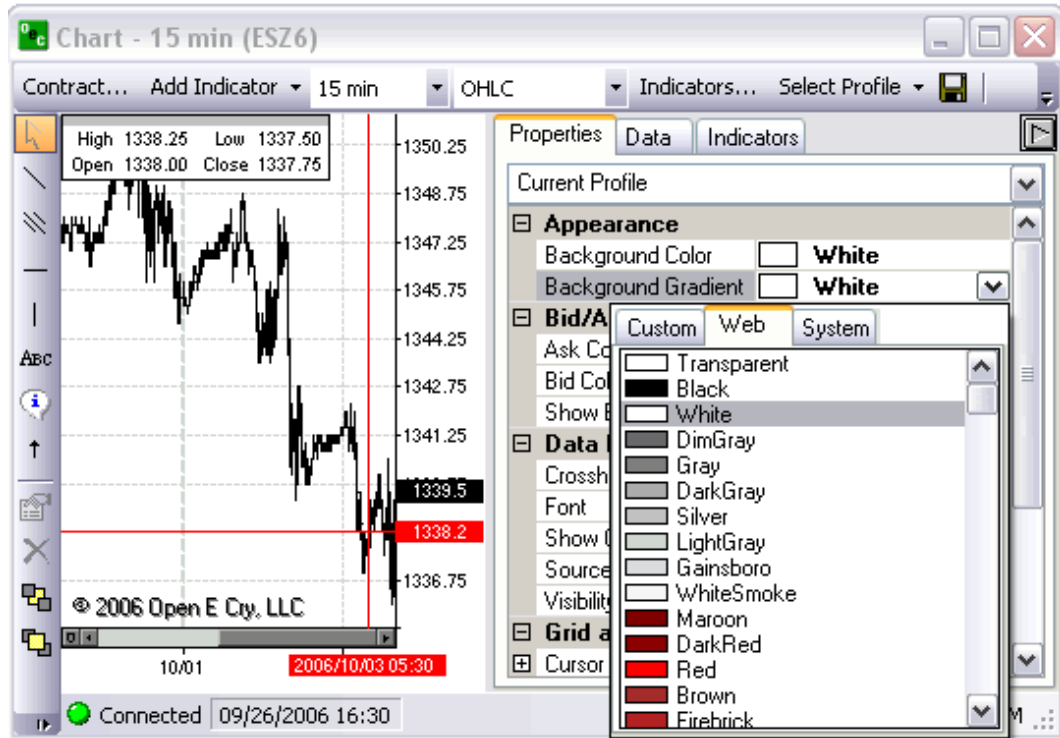 Oec Chart - 15 min (ESZ6)
Contract... Add Indicator 15 min OHLC Indicators... Select Profile
High 1338.25 Low 1337.50
Open 1338.00 Close 1337.75
1350.25
1348.75
1347.25
1345.75
1344.25
1342.75
1341.25
1339.5
1338.2
1336.75
ABC
© 2006 Open E Cry, LLC
10/01 2006/10/03 05:30
Properties Data Indicators
Current Profile
Appearance
Background Color White
Background Gradient White
Bid/A
Ask Co
Bid Col
Show
Data
Crossh
Font
Show
Source
Visibility
Grid a
Cursor
Custom Web System
Transparent
Black
White
DimGray
Gray
DarkGray
Silver
LightGray
Gainsboro
WhiteSmoke
Maroon
DarkRed
Red
Brown
Firebrick
Connected 09/26/2006 16:30 M